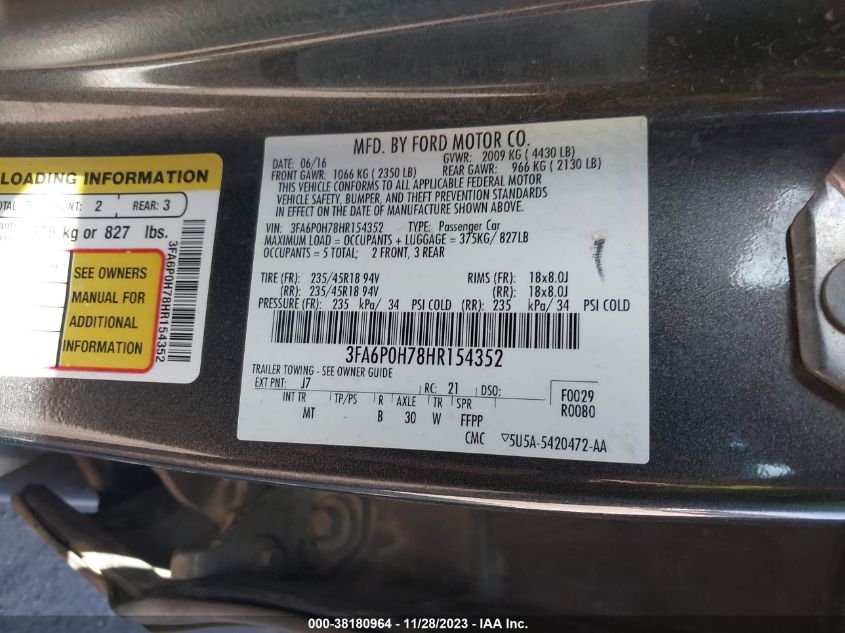 LOADING INFORMATION
2 REAR: 3
kg or 827 lbs.
SEE OWNERS
MANUAL FOR
ADDITIONAL
INFORMATION
3FA6P0H78HR154352
MFD. BY FORD MOTOR CO.
DATE: 06/16 GVWR: 2009 KG ( 4430 LB)
FRONT GAWR: 1066 KG ( 2350 LB) REAR GAWR: 966 KG ( 2130 LB)
THIS VEHICLE CONFORMS TO ALL APPLICABLE FEDERAL MOTOR
VEHICLE SAFETY, BUMPER, AND THEFT PREVENTION STANDARDS
IN EFFECT ON THE DATE OF MANUFACTURE SHOWN ABOVE.
VIN: 3FA6P0H78HR154352 TYPE: Passenger Car
MAXIMUM LOAD = OCCUPANTS + LUGGAGE = 375KG/ 827LB
OCCUPANTS = 5 TOTAL; 2 FRONT, 3 REAR
TIRE (FR): 235/45R18 94V RIMS (FR): 18x8.0J
(RR): 235/45R18 94V (RR): 18x8.0J
PRESSURE (FR): 235 kPa/ 34 PSI COLD (RR): 235 kPa/ 34 PSI COLD
3FA6P0H78HR154352
TRAILER TOWING - SEE OWNER GUIDE
EXT PNT: J7 RC: 21 DSO: F0029
INT TR TP/PS R AXLE TR SPR R0080
MT B 30 W FFPP
CMC ▽5U5A-5420472-AA
000-38180964 - 11/28/2023 - IAA Inc.